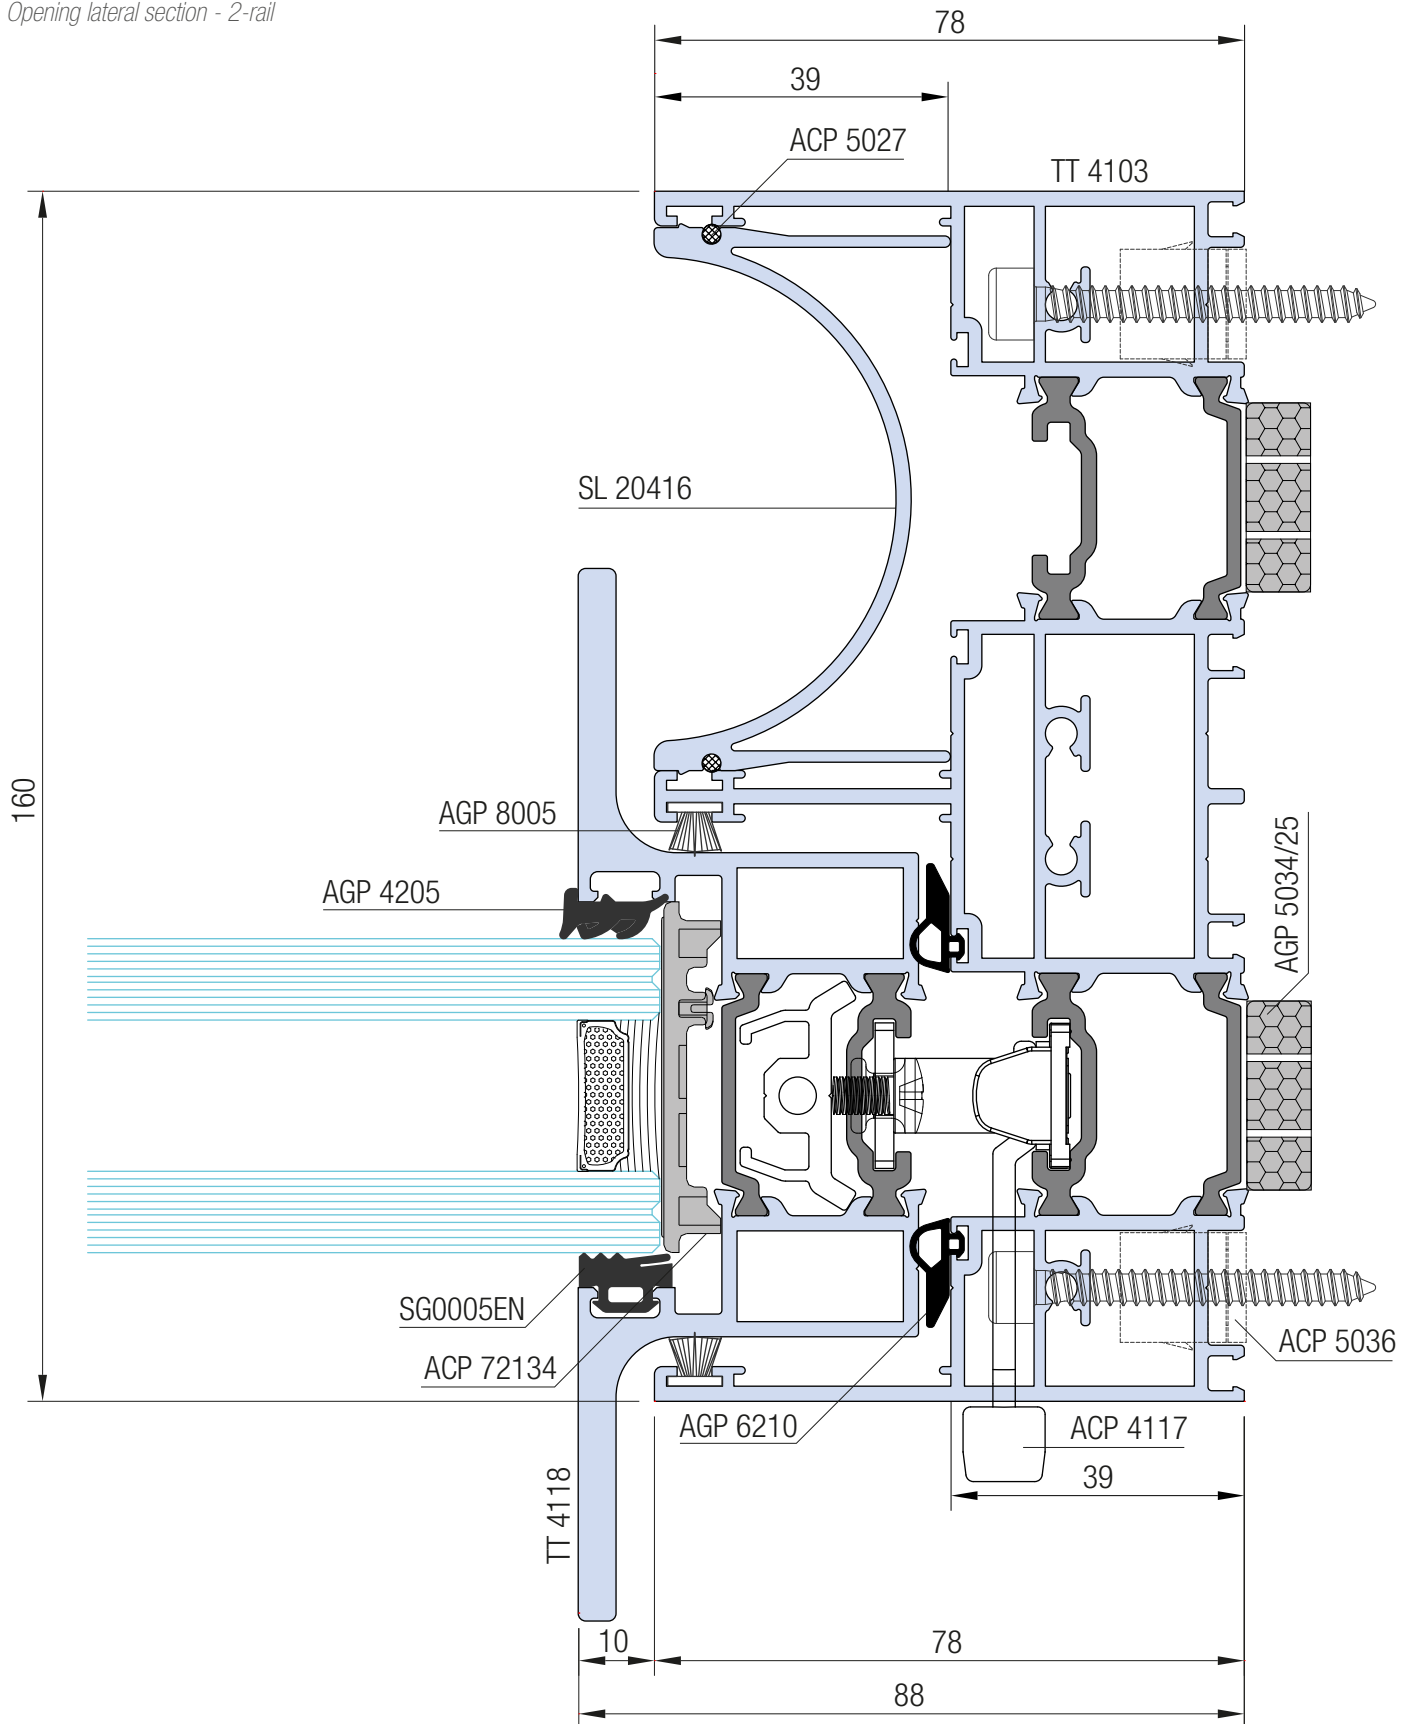 Opening lateral section - 2-rail
78
39
ACP 5027
TT 4103
SL 20416
160
AGP 8005
AGP 5034/25
AGP 4205
SG0005EN
ACP 5036
ACP 72134
AGP 6210
ACP 4117
39
TT 4118
10
78
88